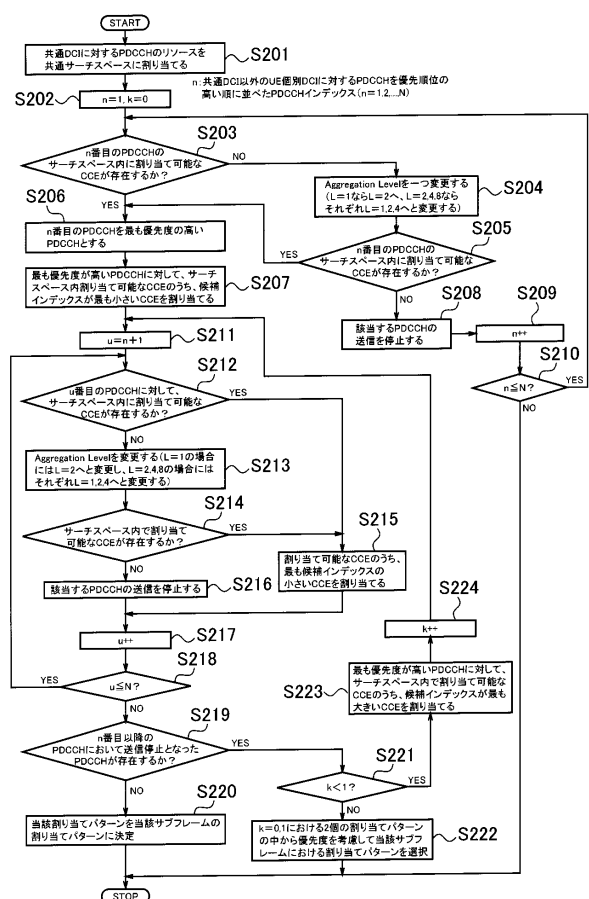 START
共通DCIに対するPDCCHのリソースを
共通サーチスペースに割り当てる
S201
n:共通DCI以外のUE個別DCIに対するPDCCHを優先順位の
高い順に並べたPDCCHインデックス(n=1,2,...,N)
S202
n=1, k=0
S203
n番目のPDCCHの
サーチスペース内に割り当て可能な
CCEが存在するか?
NO
YES
S204
Aggregation Levelを一つ変更する
(L=1ならL=2へ、L=2,4,8なら
それぞれL=1,2,4へと変更する)
S205
n番目のPDCCHの
サーチスペース内に割り当て可能な
CCEが存在するか?
YES
NO
S206
n番目のPDCCHを最も優先度の高い
PDCCHとする
S207
最も優先度が高いPDCCHに対して、サーチ
スペース内割り当て可能なCCEのうち、候補
インデックスが最も小さいCCEを割り当てる
S208
該当するPDCCHの
送信を停止する
S209
n++
S210
n≦N?
YES
NO
S211
u=n+1
S212
u番目のPDCCHに対して、
サーチスペース内に割り当て可能な
CCEが存在するか?
YES
NO
S213
Aggregation Levelを変更する(L=1の場合
にはL=2へと変更し、L=2,4,8の場合には
それぞれL=1,2,4へと変更する)
S214
サーチスペース内で割り当て
可能なCCEが存在するか?
YES
NO
S215
割り当て可能なCCEのうち、
最も候補インデックスの
小さいCCEを割り当てる
S216
該当するPDCCHの送信を停止する
S217
u++
S218
u≦N?
YES
NO
S219
n番目以降の
PDCCHにおいて送信停止となった
PDCCHが存在するか?
YES
NO
S220
当該割り当てパターンを当該サブフレームの
割り当てパターンに決定
S221
k<1?
YES
NO
S222
k=0,1における2個の割り当てパターン
の中から優先度を考慮して当該サブ
フレームにおける割り当てパターンを選択
S223
最も優先度が高いPDCCHに対して、
サーチスペース内で割り当て可能な
CCEのうち、候補インデックスが最も
大きいCCEを割り当てる
S224
k++
STOP